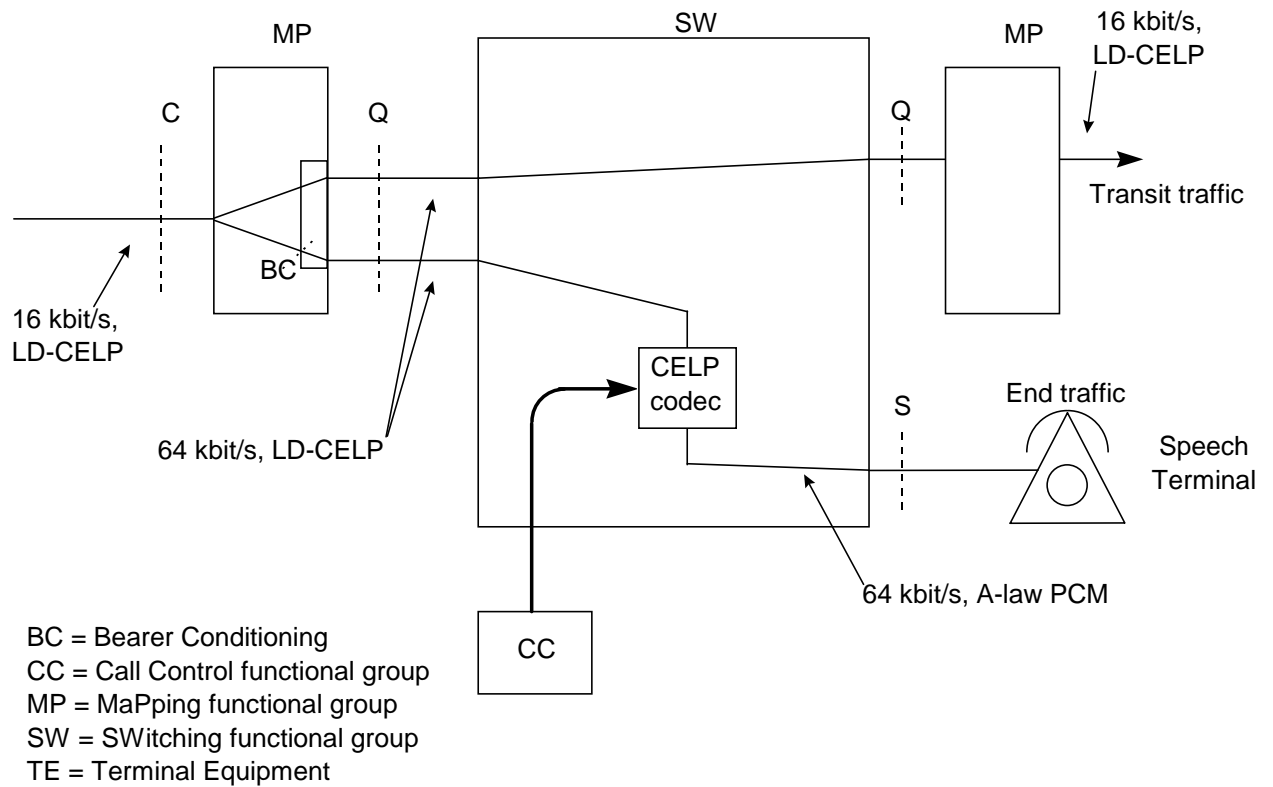 MP
SW
MP
16 kbit/s,
LD-CELP
C
Q
Q
Transit traffic
BC
16 kbit/s,
LD-CELP
CELP
codec
S
End traffic
Speech
Terminal
64 kbit/s, LD-CELP
64 kbit/s, A-law PCM
CC
BC = Bearer Conditioning
CC = Call Control functional group
MP = MaPping functional group
SW = SWitching functional group
TE = Terminal Equipment